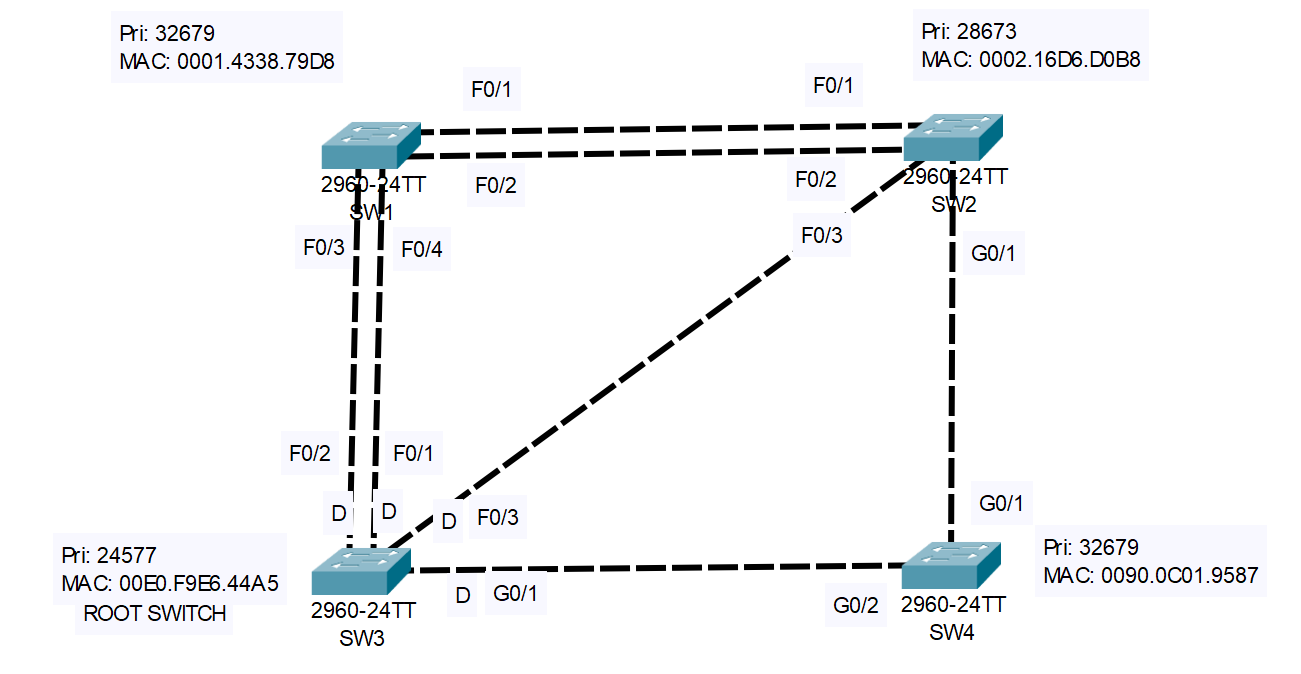 Pri: 32679
MAC: 0001.4338.79D8
Pri: 28673
MAC: 0002.16D6.D0B8
F0/1
F0/1
2960-24TT
SW1
F0/2
F0/2
2960-24TT
SW2
F0/3
F0/4
F0/3
G0/1
F0/2
F0/1
G0/1
D
D
D
F0/3
Pri: 24577
MAC: 00E0.F9E6.44A5
ROOT SWITCH
Pri: 32679
MAC: 0090.0C01.9587
D
G0/1
G0/2
2960-24TT
SW3
2960-24TT
SW4